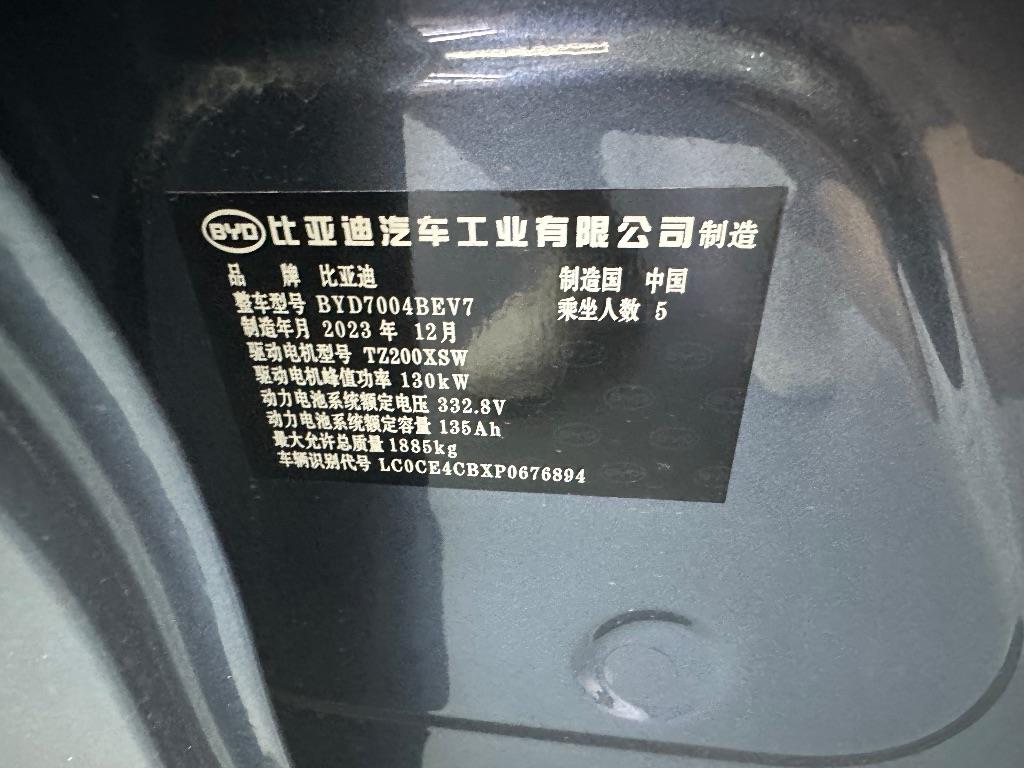 BYD 比亚迪汽车工业有限公司制造
品 牌 比亚迪 制造国 中国
整车型号 BYD7004BEV7 乘坐人数 5
制造年月 2023 年 12 月
驱动电机型号 TZ200XSW
驱动电机峰值功率 130kW
动力电池系统额定电压 332.8V
动力电池系统额定容量 135Ah
最大允许总质量 1885kg
车辆识别代号 LC0CE4CBXP0676894